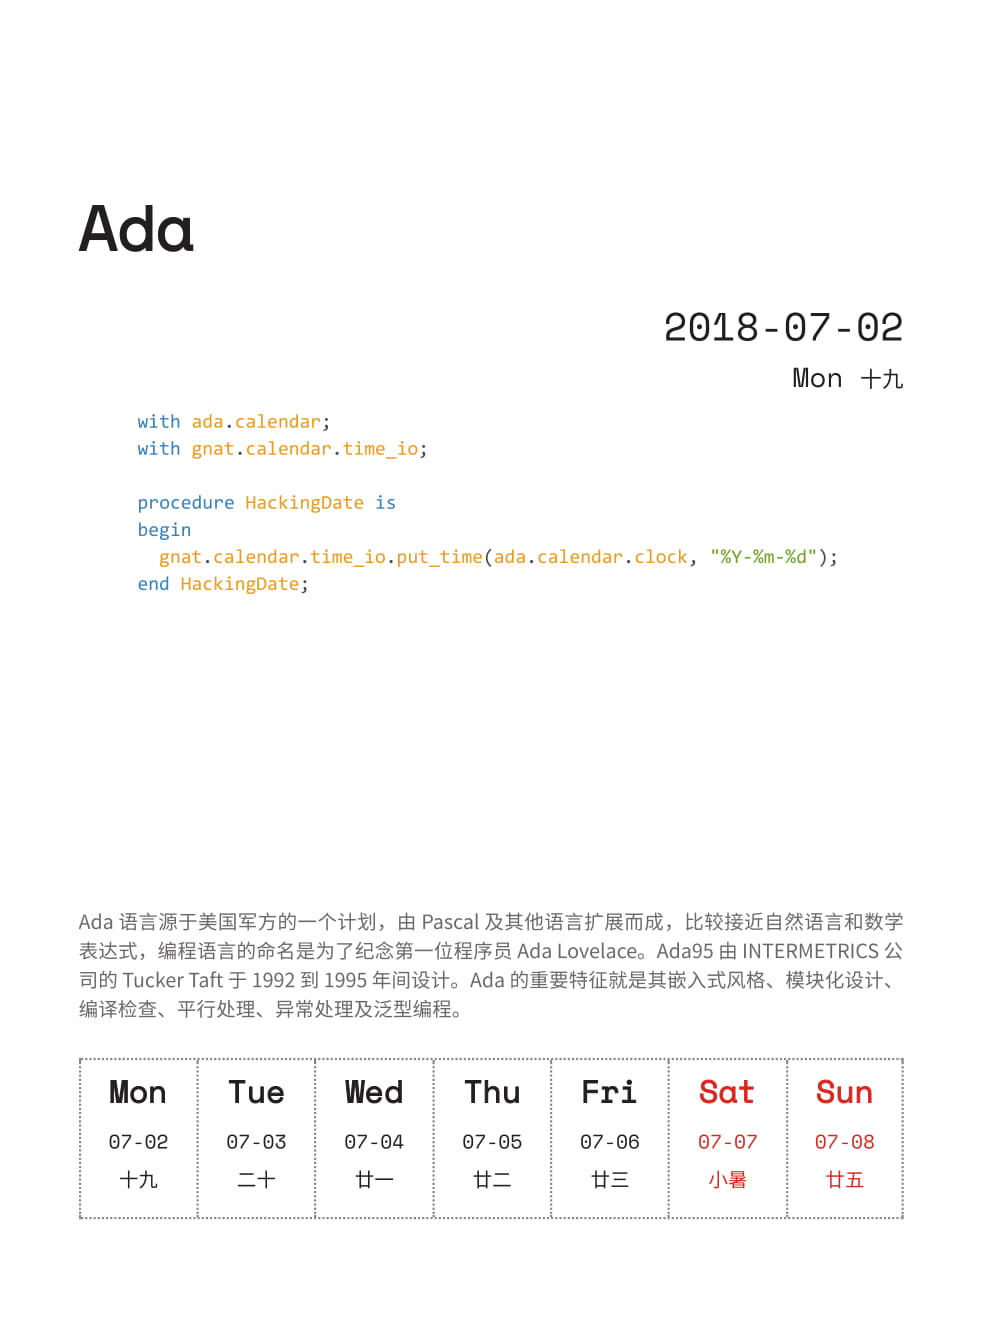 Ada
2018-07-02
Mon 十九
with ada.calendar;
with gnat.calendar.time_io;
procedure HackingDate is
begin
  gnat.calendar.time_io.put_time(ada.calendar.clock, "%Y-%m-%d");
end HackingDate;
Ada 语言源于美国军方的一个计划，由 Pascal 及其他语言扩展而成，比较接近自然语言和数学
表达式，编程语言的命名是为了纪念第一位程序员 Ada Lovelace。Ada95 由 INTERMETRICS 公
司的 Tucker Taft 于 1992 到 1995 年间设计。Ada 的重要特征就是其嵌入式风格、模块化设计、
编译检查、平行处理、异常处理及泛型编程。
Mon Tue Wed Thu Fri Sat Sun
07-02 07-03 07-04 07-05 07-06 07-07 07-08
十九 二十 廿一 廿二 廿三 小暑 廿五